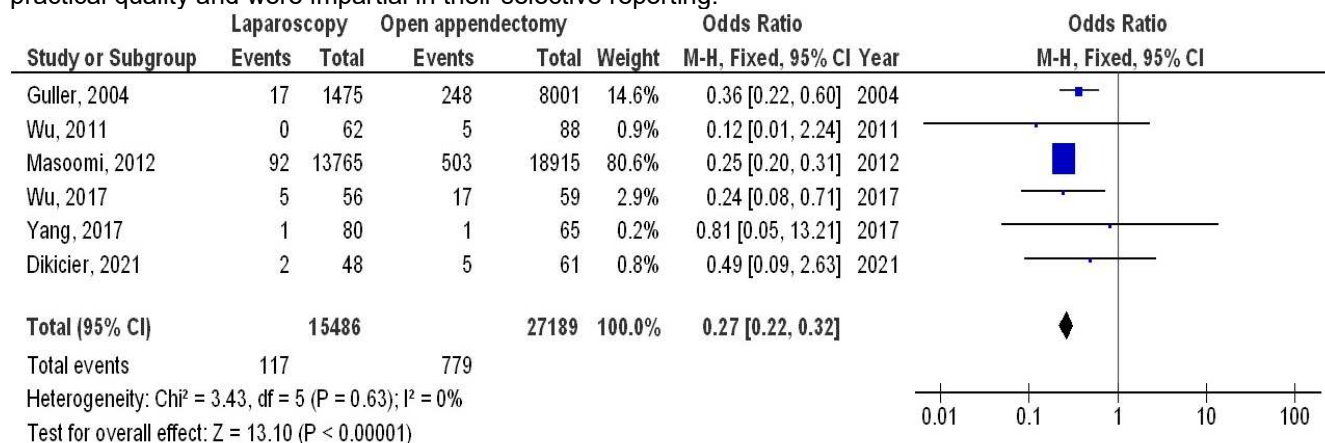 practical quality and were impartial in their selective reporting.
Laparoscopy Open appendectomy Odds Ratio Odds Ratio
Study or Subgroup Events Total Events Total Weight M-H, Fixed, 95% CI Year M-H, Fixed, 95% CI
Guller, 2004 17 1475 248 8001 14.6% 0.36 [0.22, 0.60] 2004
Wu, 2011 0 62 5 88 0.9% 0.12 [0.01, 2.24] 2011
Masoomi, 2012 92 13765 503 18915 80.6% 0.25 [0.20, 0.31] 2012
Wu, 2017 5 56 17 59 2.9% 0.24 [0.08, 0.71] 2017
Yang, 2017 1 80 1 65 0.2% 0.81 [0.05, 13.21] 2017
Dikicier, 2021 2 48 5 61 0.8% 0.49 [0.09, 2.63] 2021
Total (95% CI) 15486 27189 100.0% 0.27 [0.22, 0.32]
Total events 117 779
Heterogeneity: Chi² = 3.43, df = 5 (P = 0.63); I² = 0%
Test for overall effect: Z = 13.10 (P < 0.00001)
0.01 0.1 1 10 100